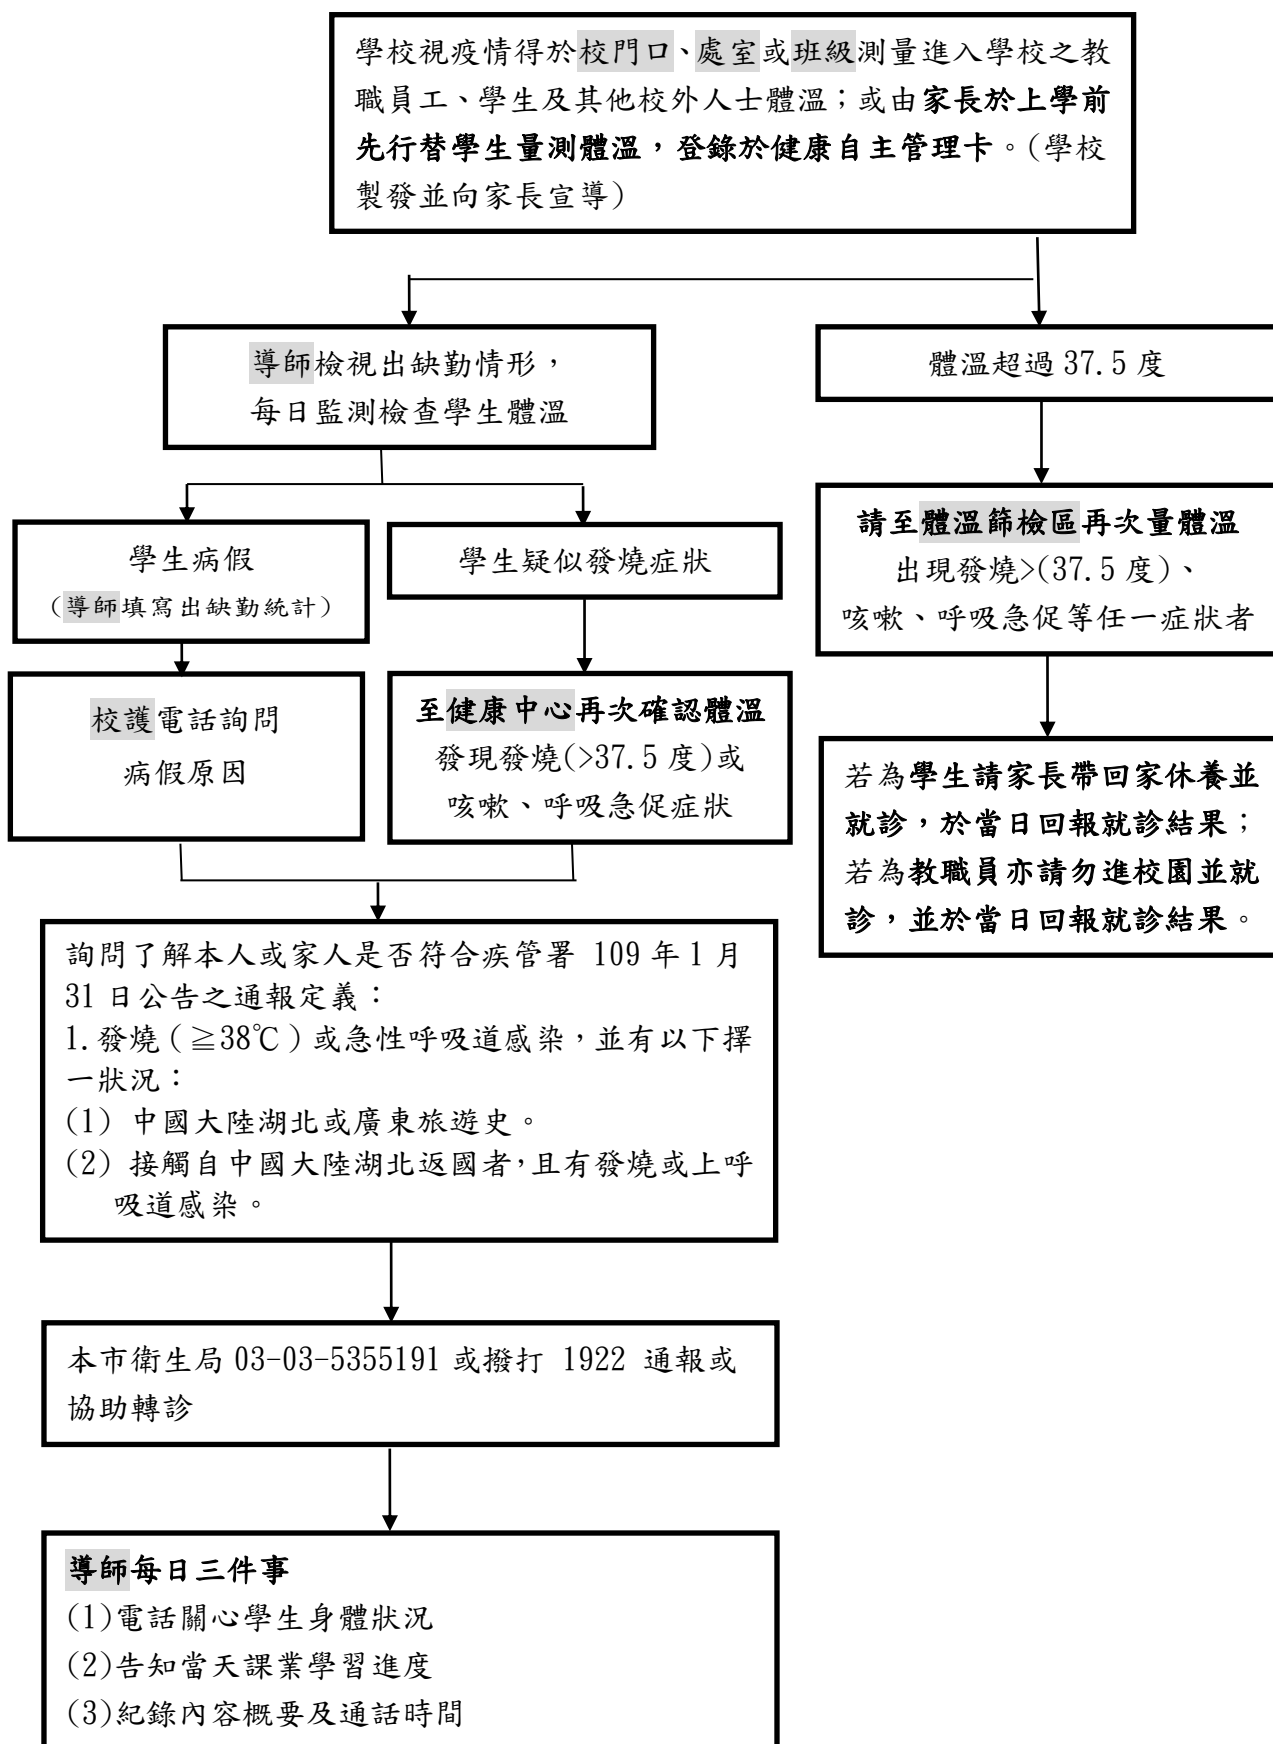 學校視疫情得於校門口、處室或班級測量進入學校之教
職員工、學生及其他校外人士體溫；或由家長於上學前
先行替學生量測體溫，登錄於健康自主管理卡。(學校
製發並向家長宣導)
導師檢視出缺勤情形，
每日監測檢查學生體溫
體溫超過 37.5 度
學生病假
(導師填寫出缺勤統計)
學生疑似發燒症狀
請至體溫篩檢區再次量體溫
出現發燒>(37.5 度)、
咳嗽、呼吸急促等任一症狀者
校護電話詢問
病假原因
至健康中心再次確認體溫
發現發燒(>37.5 度)或
咳嗽、呼吸急促症狀
若為學生請家長帶回家休養並
就診，於當日回報就診結果；
若為教職員亦請勿進校園並就
診，並於當日回報就診結果。
詢問了解本人或家人是否符合疾管署 109 年 1 月
31 日公告之通報定義：
1.發燒(≧38℃)或急性呼吸道感染，並有以下擇
一狀況：
(1) 中國大陸湖北或廣東旅遊史。
(2) 接觸自中國大陸湖北返國者,且有發燒或上呼
吸道感染。
本市衛生局 03-03-5355191 或撥打 1922 通報或
協助轉診
導師每日三件事
(1)電話關心學生身體狀況
(2)告知當天課業學習進度
(3)紀錄內容概要及通話時間